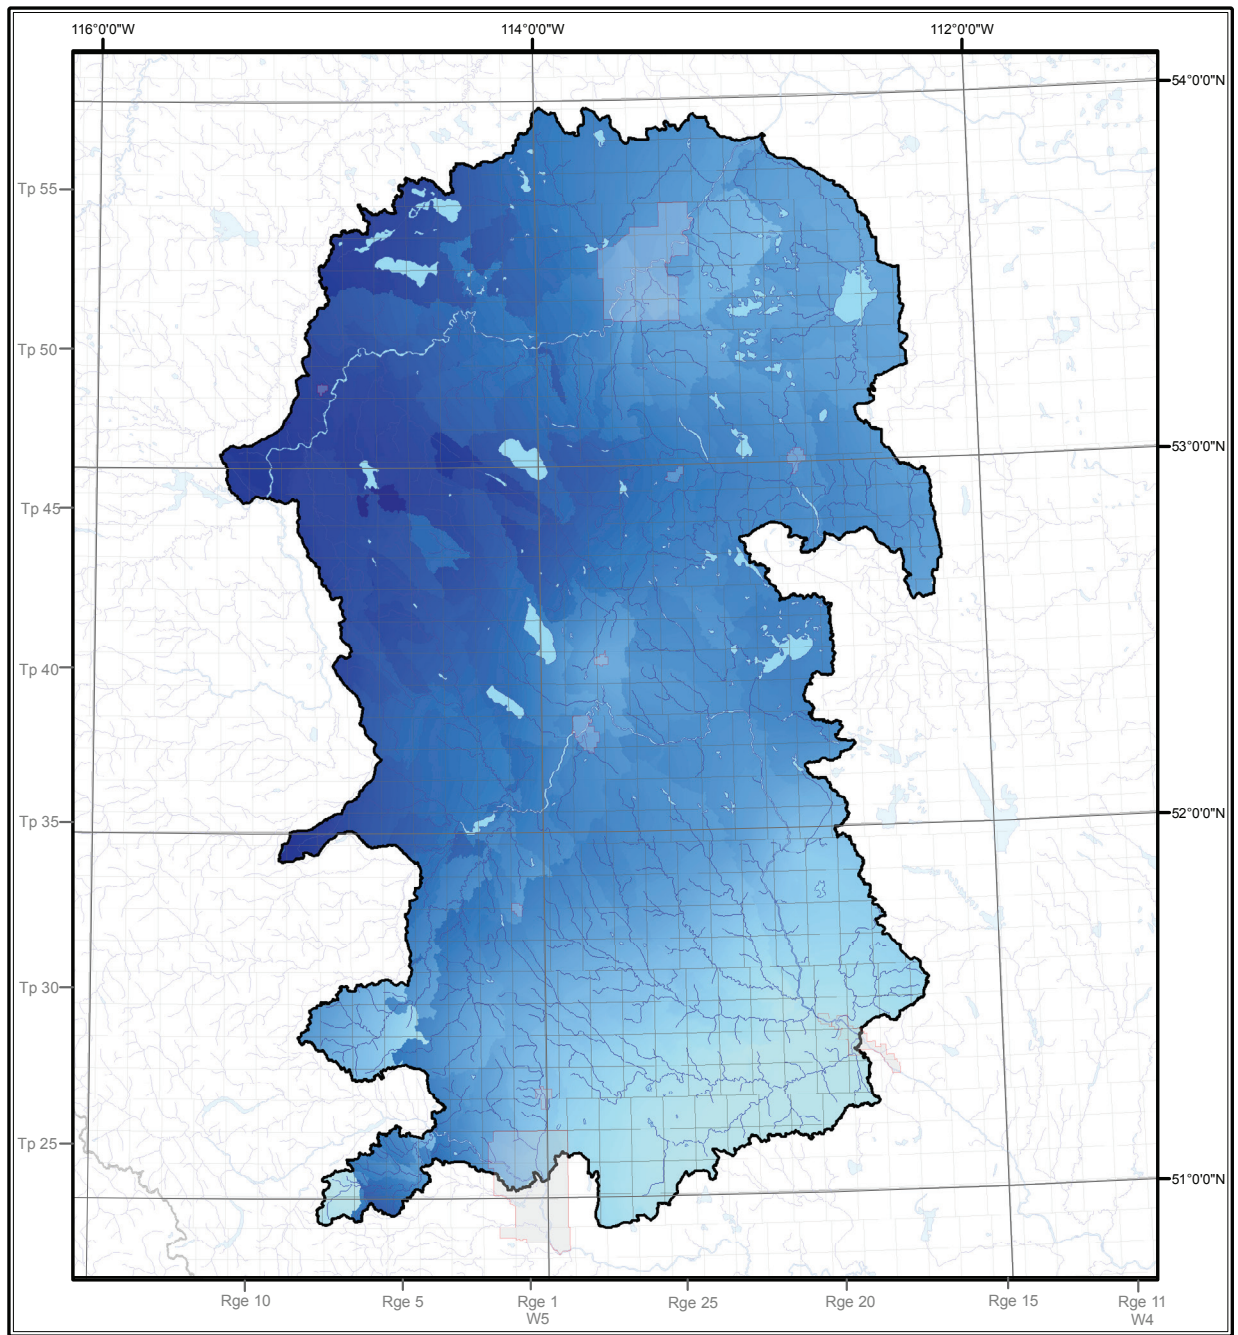 116°0'0"W
114°0'0"W
112°0'0"W
54°0'0"N
Tp 55
Tp 50
53°0'0"N
Tp 45
Tp 40
Tp 35
52°0'0"N
Tp 30
Tp 25
51°0'0"N
Rge 10
Rge 5
Rge 1
W5
Rge 25
Rge 20
Rge 15
Rge 11
W4